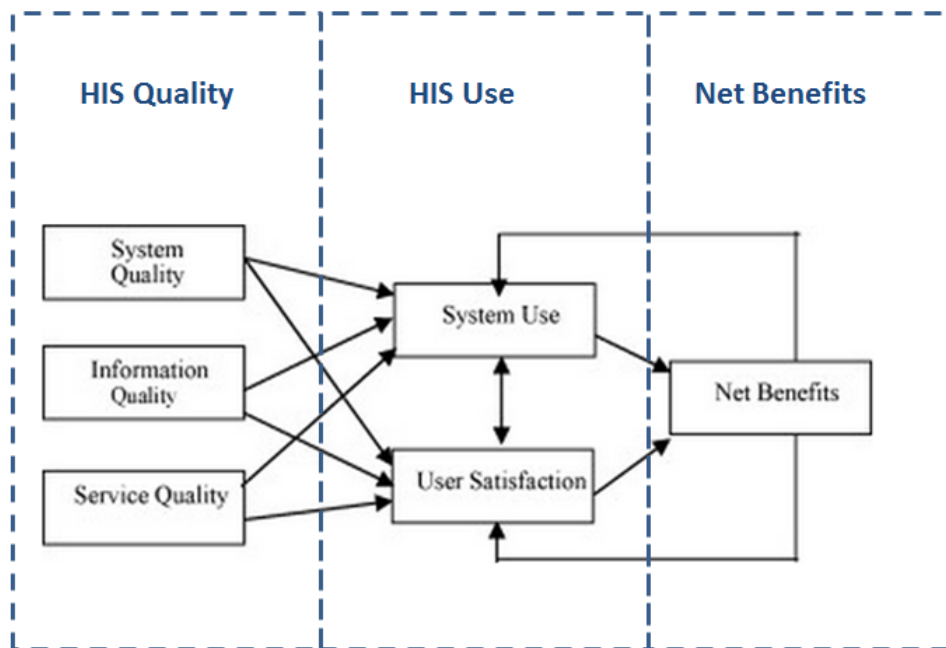 HIS Quality
HIS Use
Net Benefits
System
Quality
Information
Quality
Service Quality
System Use
User Satisfaction
Net Benefits